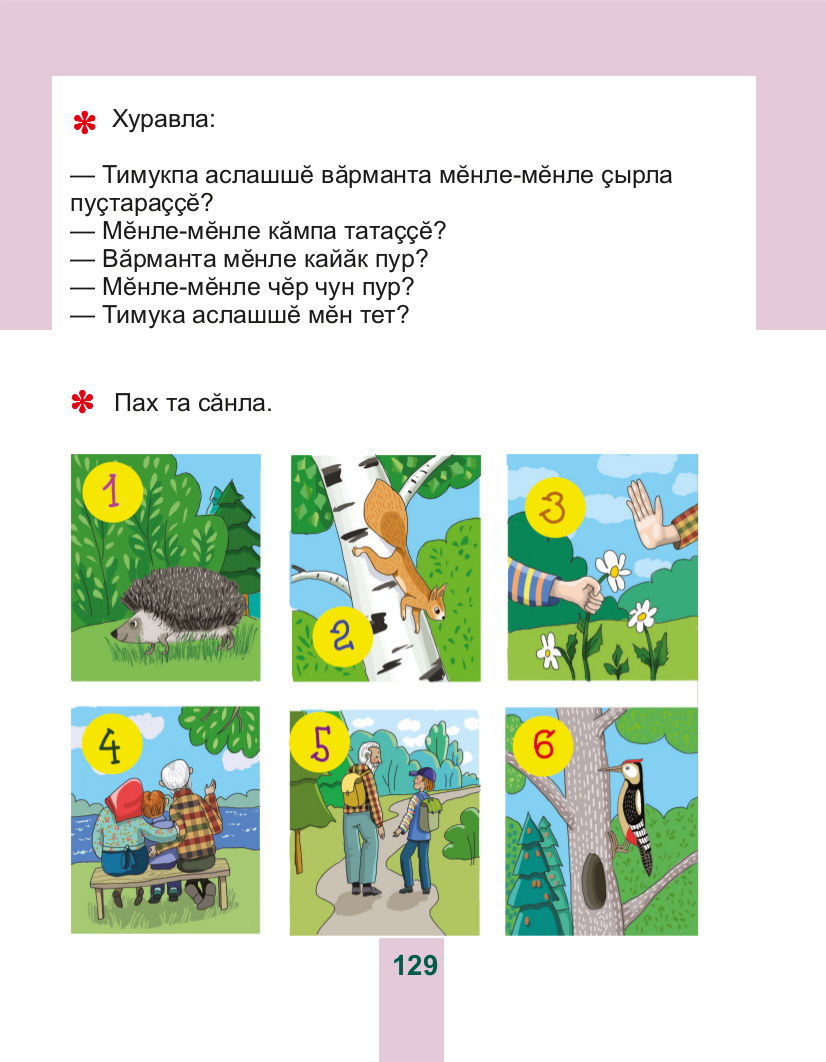 ✽ Хуравла:
— Тимукпа аслашшӗ вӑрманта мӗнле-мӗнле ҫырла
пуҫтараҫҫӗ?
— Мӗнле-мӗнле кӑмпа татаҫҫӗ?
— Вӑрманта мӗнле кайӑк пур?
— Мӗнле-мӗнле чӗр чун пур?
— Тимука аслашшӗ мӗн тет?
✽ Пах та сӑнла.
1
2
3
4
5
6
129